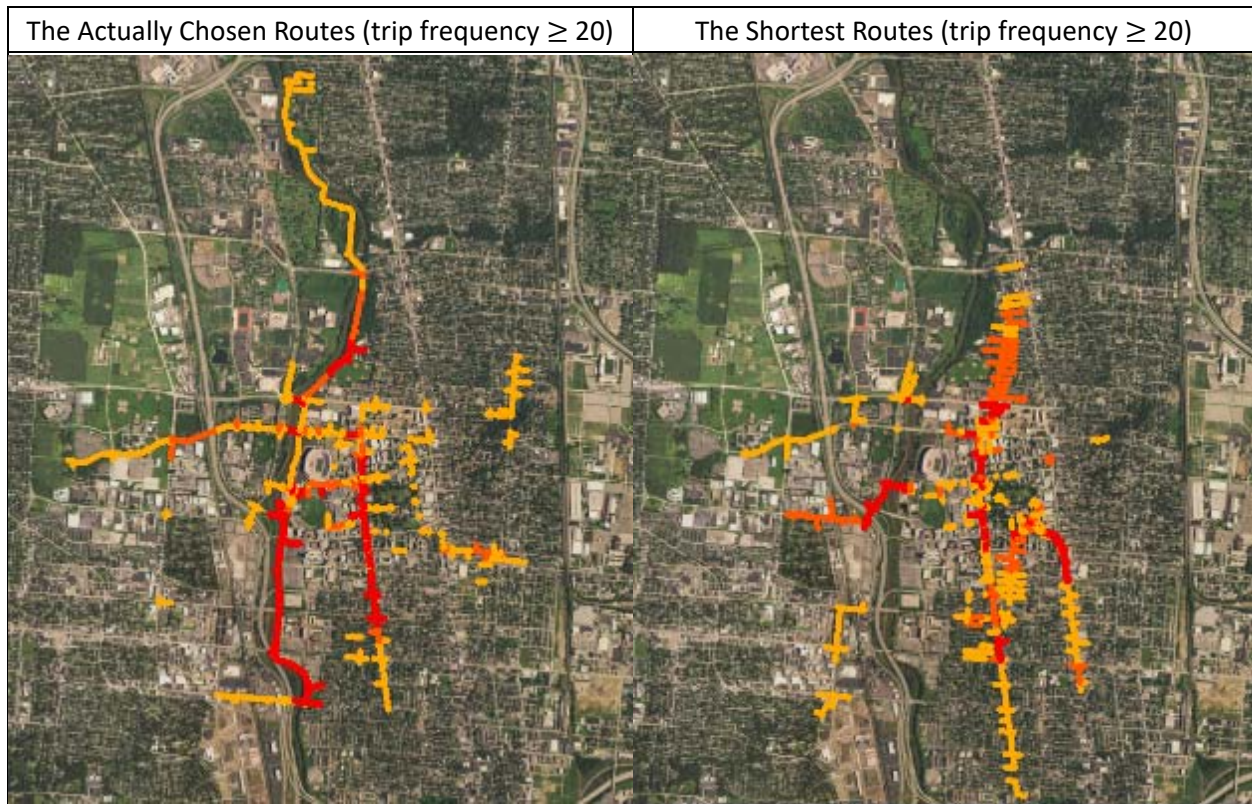 The Actually Chosen Routes (trip frequency ≥ 20)
The Shortest Routes (trip frequency ≥ 20)